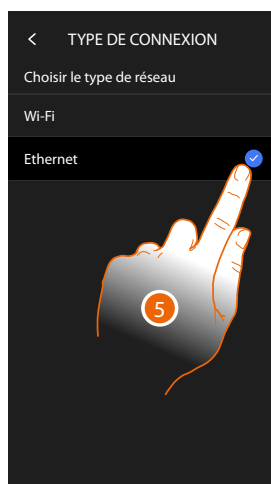 TYPE DE CONNEXION
Choisir le type de réseau
Wi-Fi
Ethernet
5